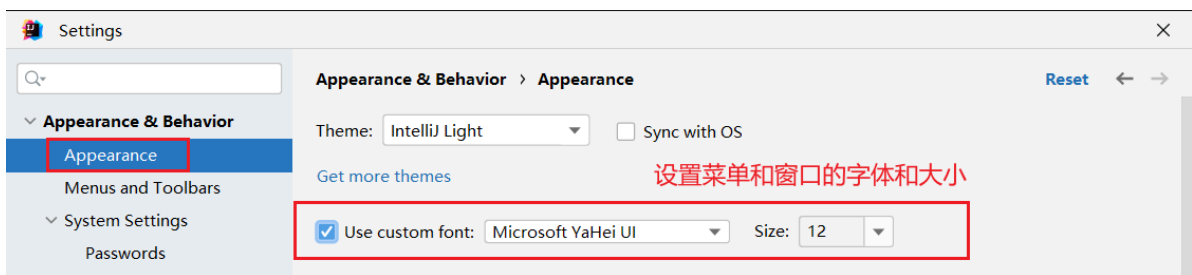 Settings
Appearance & Behavior
Appearance
Menus and Toolbars
System Settings
Passwords
Appearance & Behavior > Appearance
Reset
Theme: IntelliJ Light
Sync with OS
Get more themes
设置菜单和窗口的字体和大小
Use custom font: Microsoft YaHei UI Size: 12